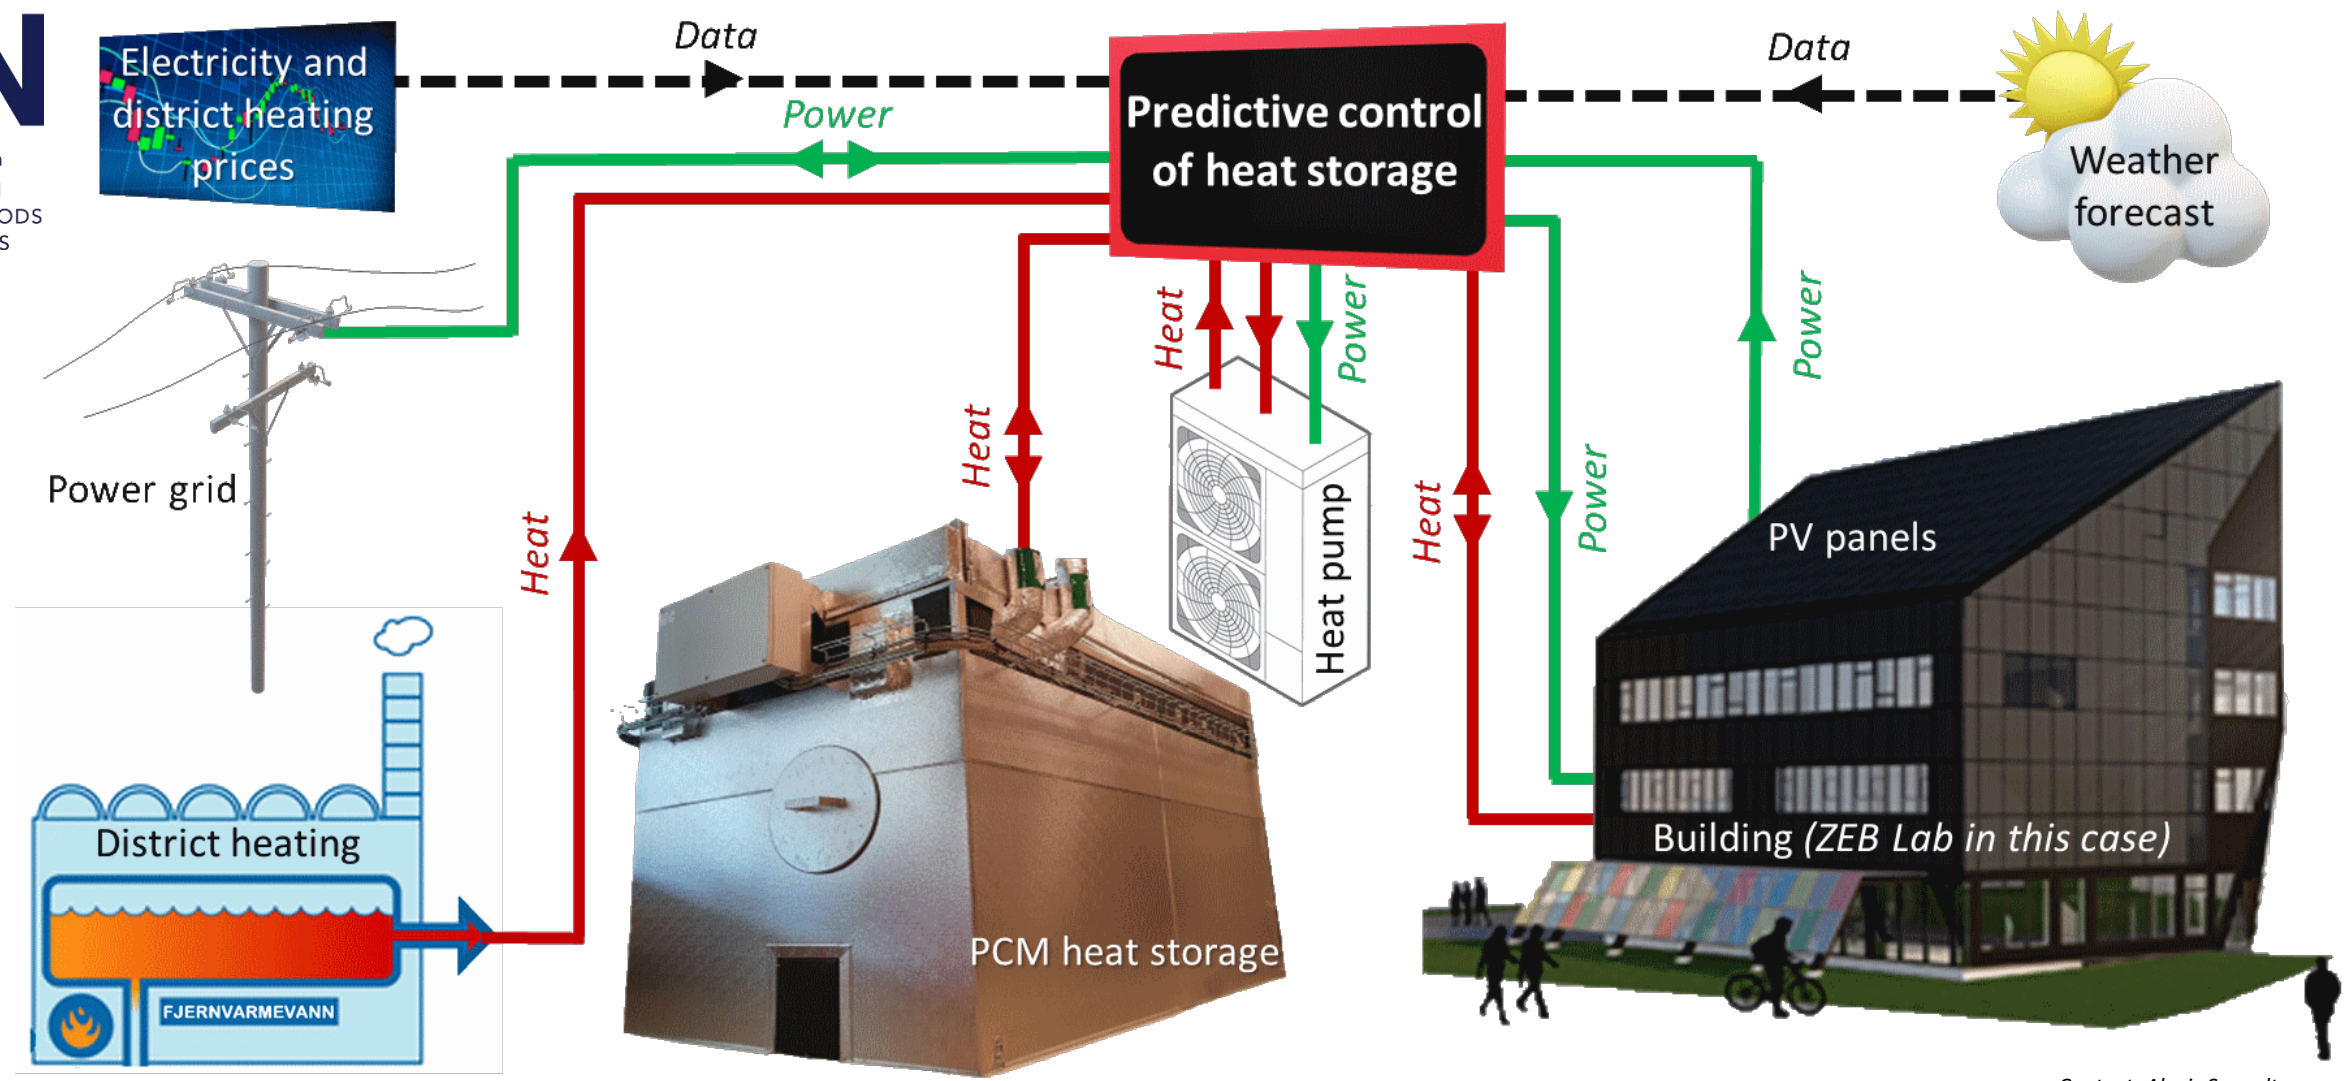 N
ODS
S
Electricity and
district heating
prices
Data
Power
Predictive control
of heat storage
Data
Weather
forecast
Power grid
Heat
Heat
Heat
Power
Heat pump
Heat
Power
Power
PV panels
Building (ZEB Lab in this case)
District heating
FJERNVARMEVANN
PCM heat storage